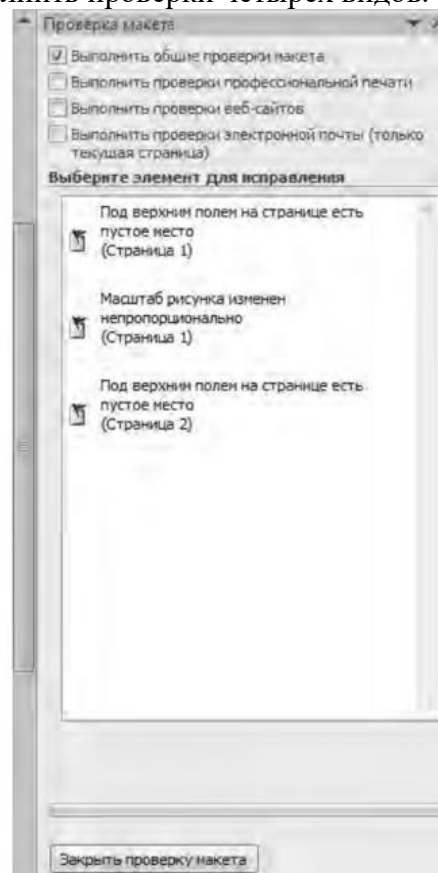 лнить проверки четырех видов.
Проверка макета
Выполнить общие проверки макета
Выполнить проверки профессиональной печати
Выполнить проверки веб-сайтов
Выполнить проверки электронной почты (только
текущая страница)
Выберите элемент для исправления
Под верхним полем на странице есть
пустое место
(Страница 1)
Масштаб рисунка изменен
непропорционально
(Страница 1)
Под верхним полем на странице есть
пустое место
(Страница 2)
Закрыть проверку макета